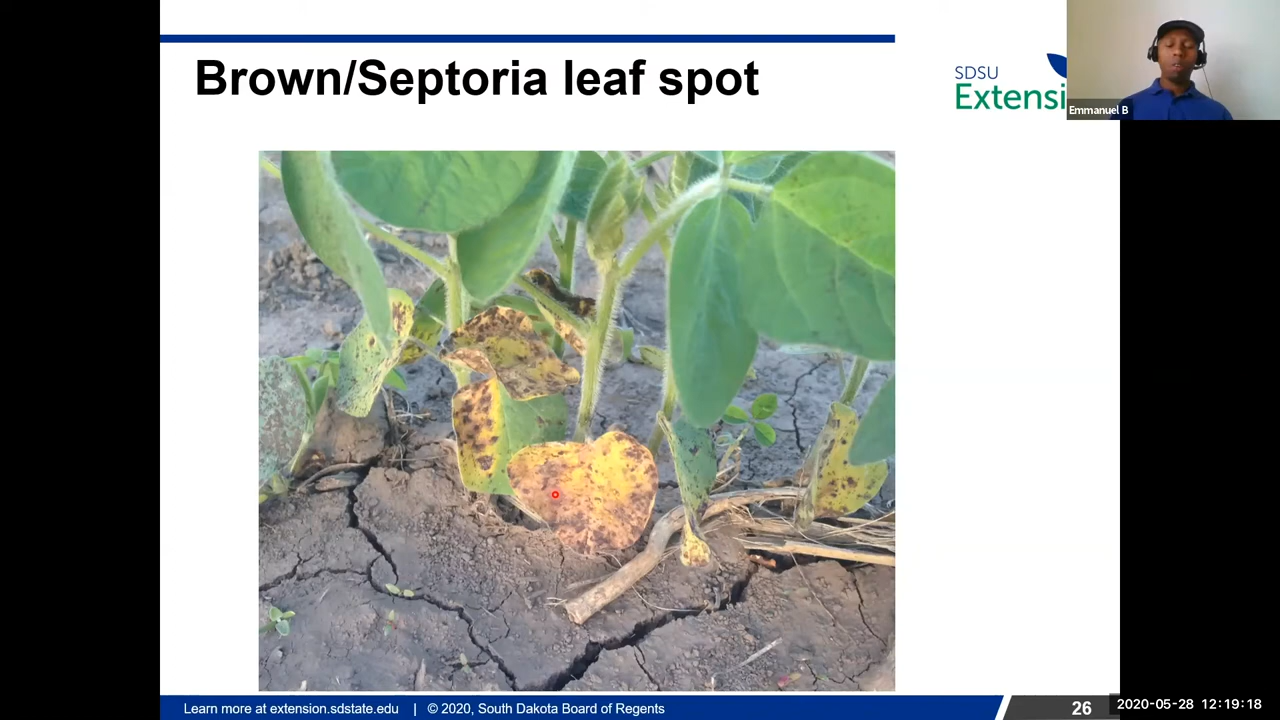 Brown/Septoria leaf spot
SDSU
Extensi
Emmanuel B
Learn more at extension.sdstate.edu | © 2020, South Dakota Board of Regents
26
2020-05-28 12:19:18